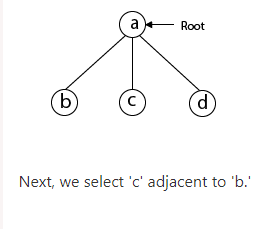 a Root
b c d
Next, we select 'c' adjacent to 'b.'